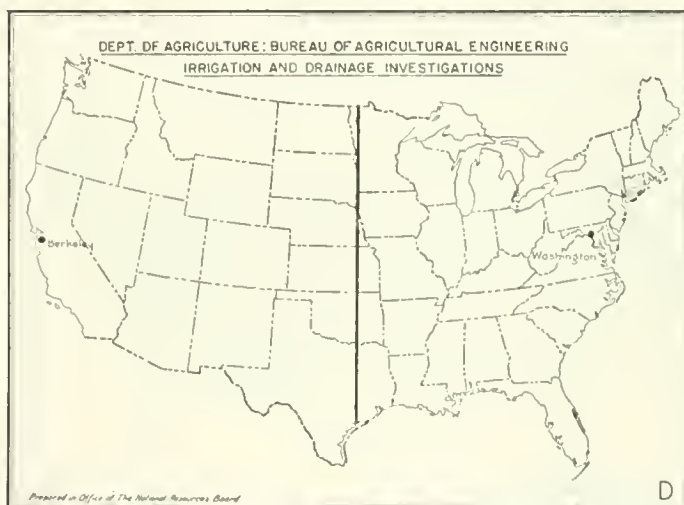 DEPT. OF AGRICULTURE: BUREAU OF AGRICULTURAL ENGINEERING
IRRIGATION AND DRAINAGE INVESTIGATIONS
Berkeley
Washington
Prepared in Office of The National Resources Board
D